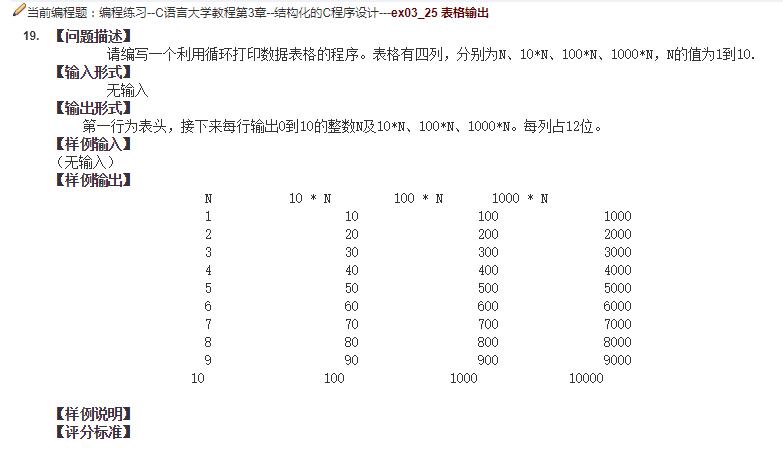 当前编程题：编程练习--C语言大学教程第3章--结构化的C程序设计---ex03_25 表格输出
19. 【问题描述】
请编写一个利用循环打印数据表格的程序。表格有四列，分别为N、10*N、100*N、1000*N，N的值为1到10.
【输入形式】
无输入
【输出形式】
第一行为表头，接下来每行输出0到10的整数N及10*N、100*N、1000*N。每列占12位。
【样例输入】
（无输入）
【样例输出】
N 10 * N 100 * N 1000 * N
1 10 100 1000
2 20 200 2000
3 30 300 3000
4 40 400 4000
5 50 500 5000
6 60 600 6000
7 70 700 7000
8 80 800 8000
9 90 900 9000
10 100 1000 10000
【样例说明】
【评分标准】